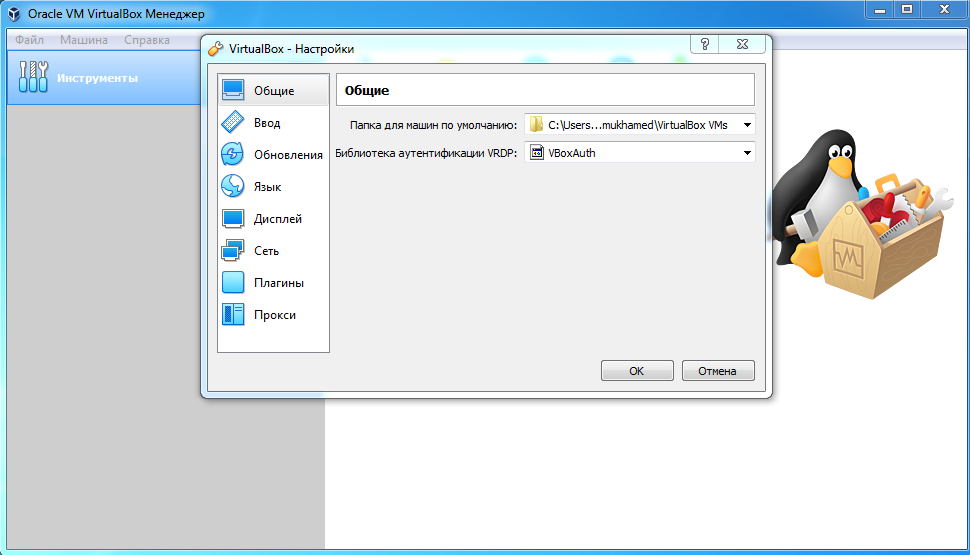 Oracle VM VirtualBox Менеджер
Файл Машина Справка
Инструменты
VirtualBox - Настройки
?
Общие
Ввод
Обновления
Язык
Дисплей
Сеть
Плагины
Прокси
Общие
Папка для машин по умолчанию: C:\Users...mukhamed\VirtualBox VMs
Библиотека аутентификации VRDP: VBoxAuth
OK Отмена